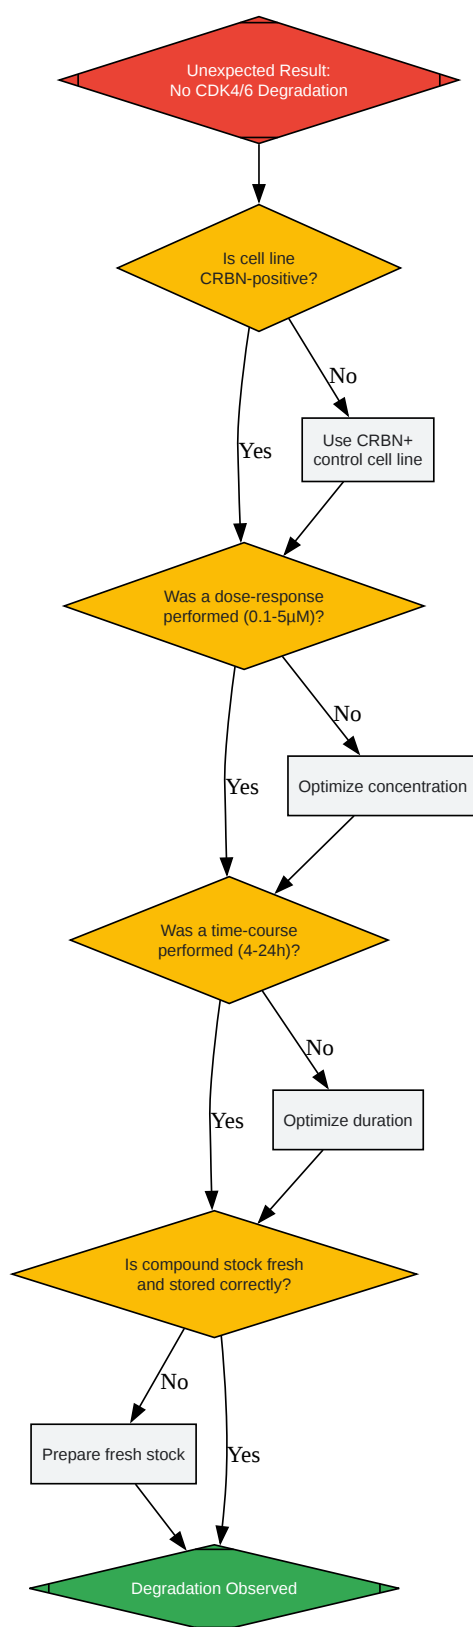 Unexpected Result:
No CDK4/6 Degradation
Is cell line
CRBN-positive?
No
Yes
Use CRBN+
control cell line
Was a dose-response
performed (0.1-5µM)?
No
Yes
Optimize concentration
Was a time-course
performed (4-24h)?
No
Yes
Optimize duration
Is compound stock fresh
and stored correctly?
No
Yes
Prepare fresh stock
Degradation Observed